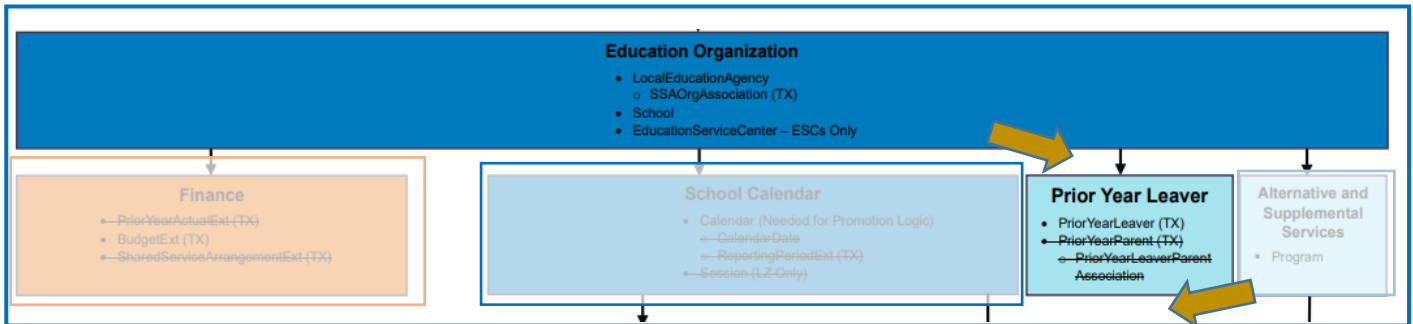 Education Organization
• LocalEducationAgency
o SSAOrgAssociation (TX)
• School
• EducationServiceCenter – ESCs Only
Finance
• PriorYearActualExt (TX)
• BudgetExt (TX)
• SharedServiceArrangementExt (TX)
School Calendar
• Calendar (Needed for Promotion Logic)
o CalendarDate
o ReportingPeriodExt (TX)
• Session (LZ Only)
Prior Year Leaver
• PriorYearLeaver (TX)
• PriorYearParent (TX)
o PriorYearLeaverParent
Association
Alternative and
Supplemental
Services
▪ Program